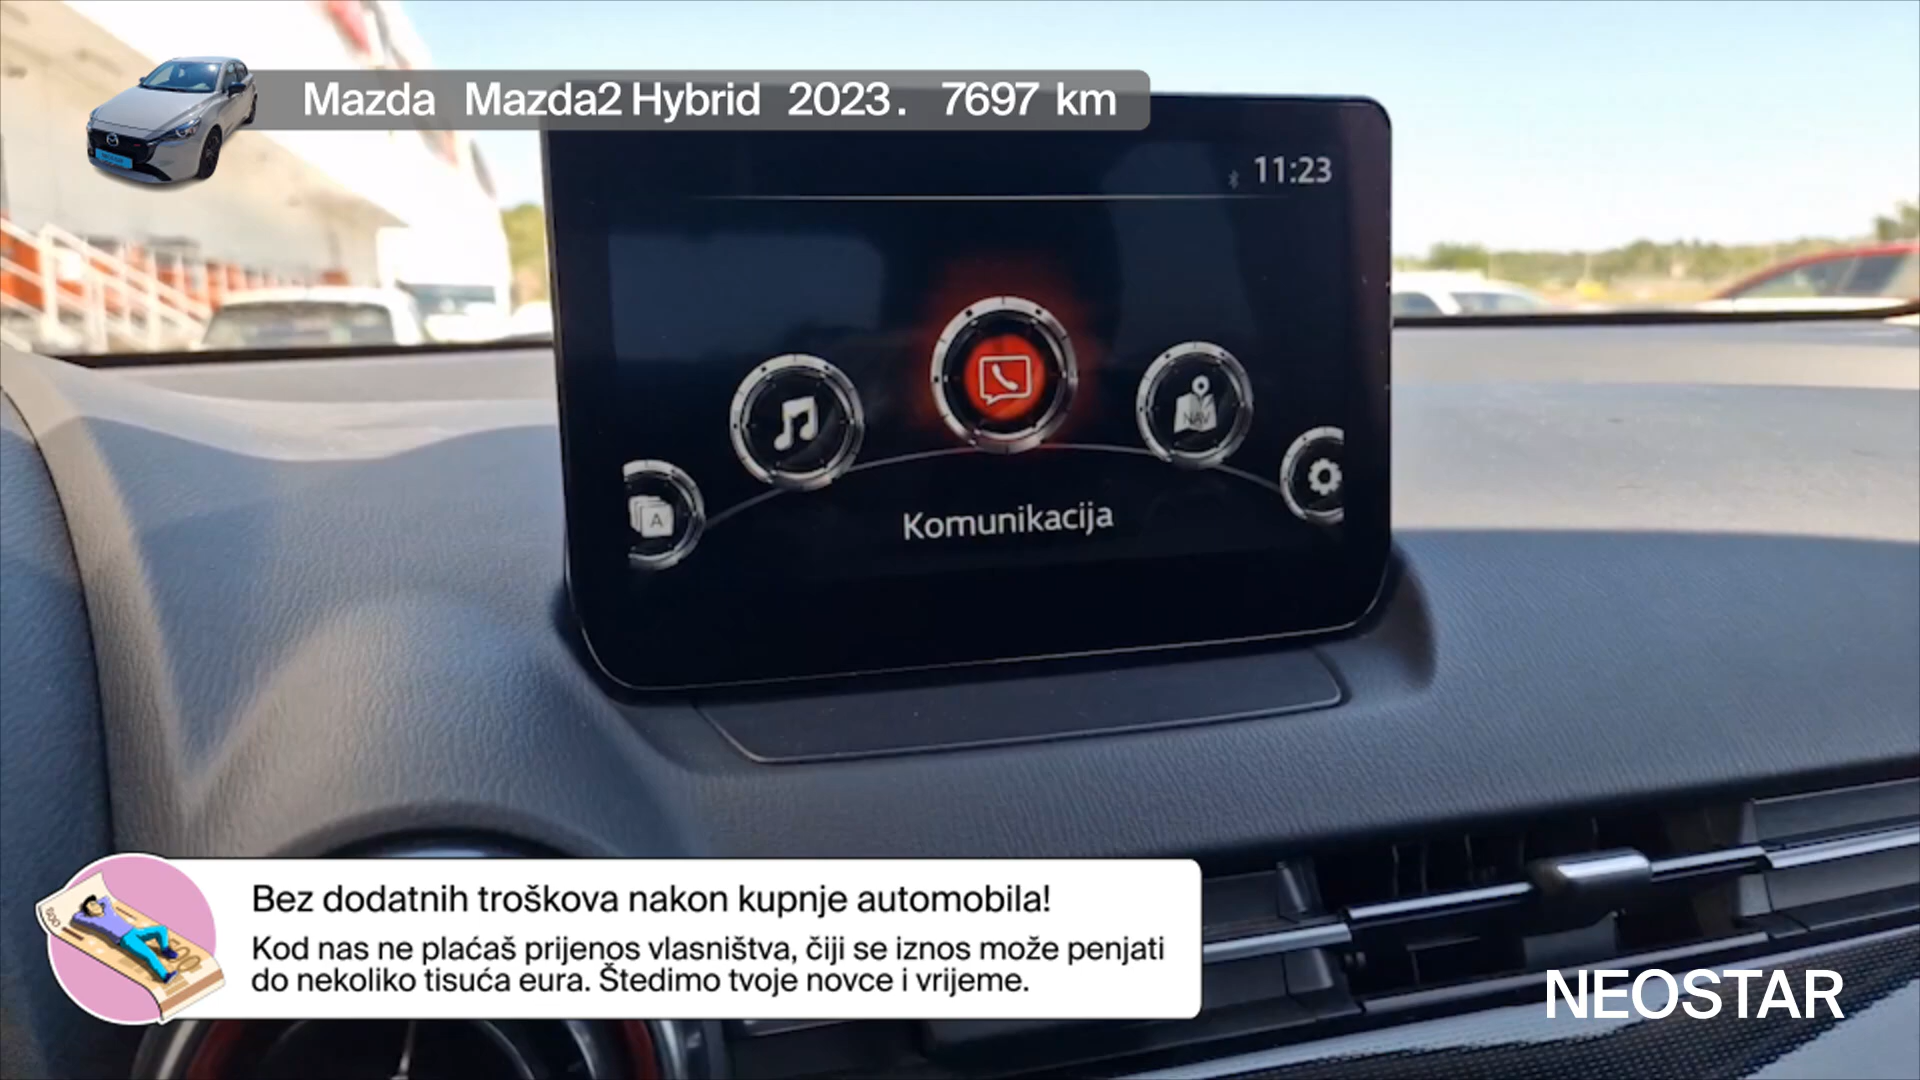 Mazda Mazda2 Hybrid 2023. 7697 km
11:23
NAV
A
Komunikacija
Bez dodatnih troškova nakon kupnje automobila!
Kod nas ne plaćaš prijenos vlasništva, čiji se iznos može penjati
do nekoliko tisuća eura. Štedimo tvoje novce i vrijeme.
NEOSTAR